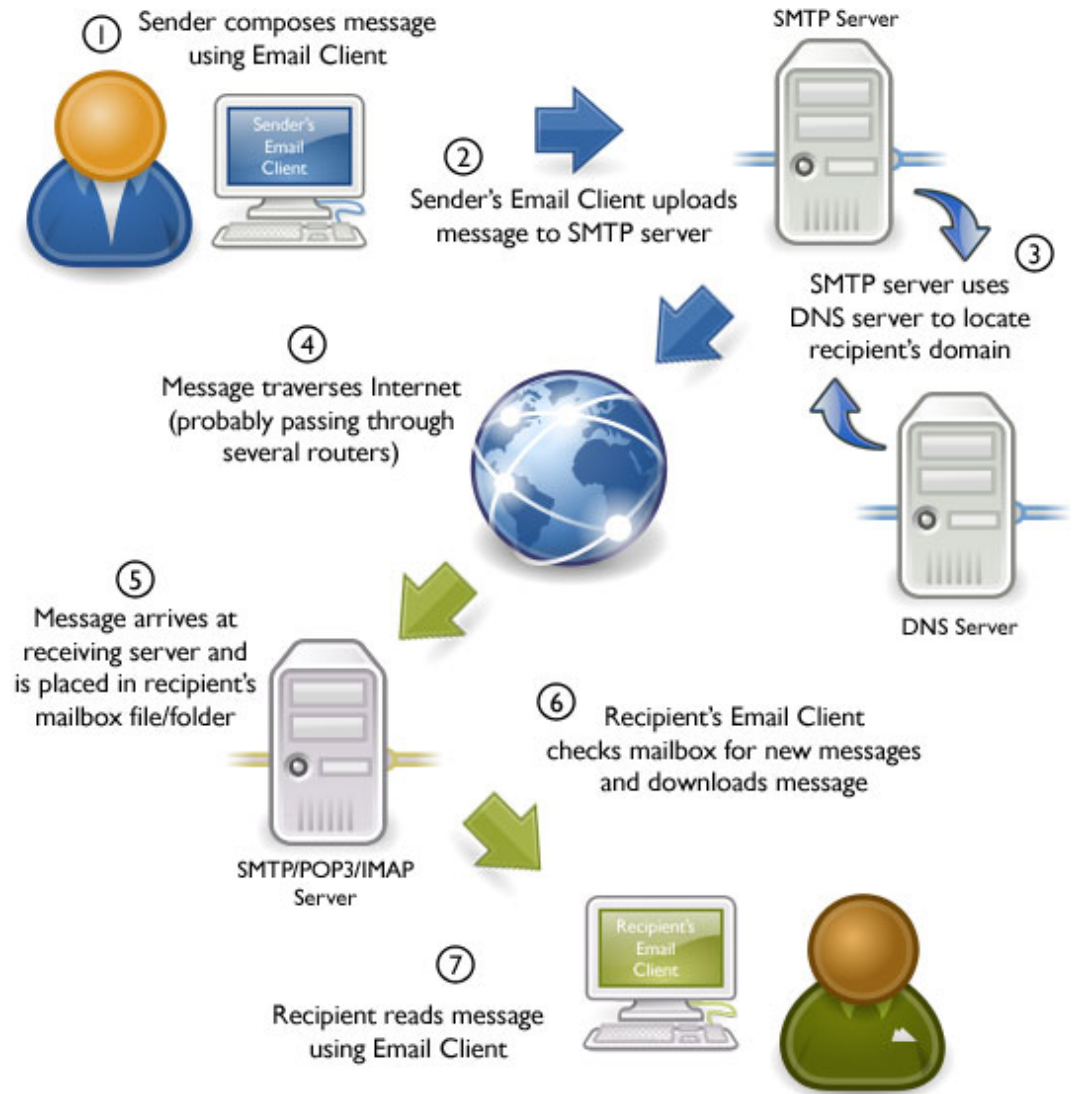 ①
Sender composes message
using Email Client
Sender's
Email
Client
②
Sender's Email Client uploads
message to SMTP server
SMTP Server
③
SMTP server uses
DNS server to locate
recipient's domain
DNS Server
④
Message traverses Internet
(probably passing through
several routers)
⑤
Message arrives at
receiving server and
is placed in recipient's
mailbox file/folder
SMTP/POP3/IMAP
Server
⑥
Recipient's Email Client
checks mailbox for new messages
and downloads message
⑦
Recipient reads message
using Email Client
Recipient's
Email
Client